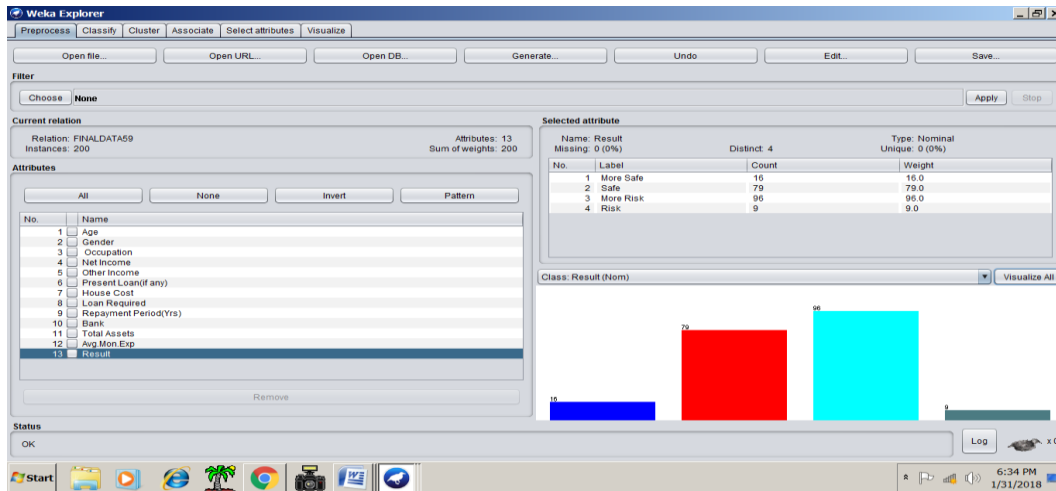 Weka Explorer
Preprocess Classify Cluster Associate Select attributes Visualize
Open file... Open URL... Open DB... Generate... Undo Edit... Save...
Filter
Choose None Apply Stop
Current relation
Relation: FINALDATA59 Attributes: 13
Instances: 200 Sum of weights: 200
Attributes
All None Invert Pattern
No. Name
1 Age
2 Gender
3 Occupation
4 Net Income
5 Other Income
6 Present Loan(if any)
7 House Cost
8 Loan Required
9 Repayment Period(Yrs)
10 Bank
11 Total Assets
12 Avg.Mon.Exp
13 Result
Remove
Selected attribute
Name: Result Type: Nominal
Missing: 0 (0%) Distinct: 4 Unique: 0 (0%)
No. Label Count Weight
1 More Safe 16 16.0
2 Safe 79 79.0
3 More Risk 96 96.0
4 Risk 9 9.0
Class: Result (Nom) Visualize All
16 79 96 9
Status
OK Log x 0
Start 6:34 PM
1/31/2018